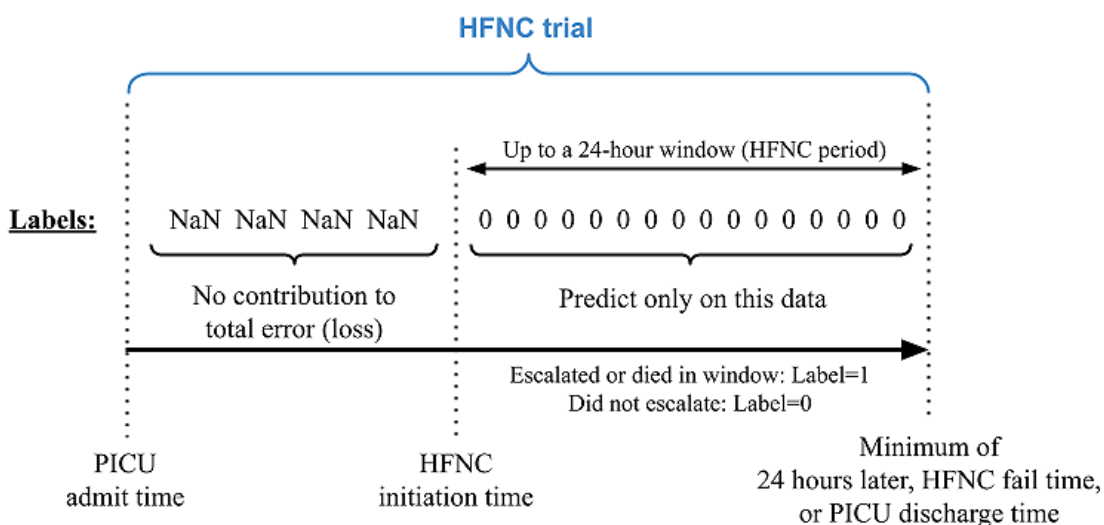 HFNC trial
Up to a 24-hour window (HFNC period)
Labels:
NaN NaN NaN NaN
0 0 0 0 0 0 0 0 0 0 0 0 0 0 0 0
No contribution to
total error (loss)
Predict only on this data
Escalated or died in window: Label=1
Did not escalate: Label=0
PICU
admit time
HFNC
initiation time
Minimum of
24 hours later, HFNC fail time,
or PICU discharge time